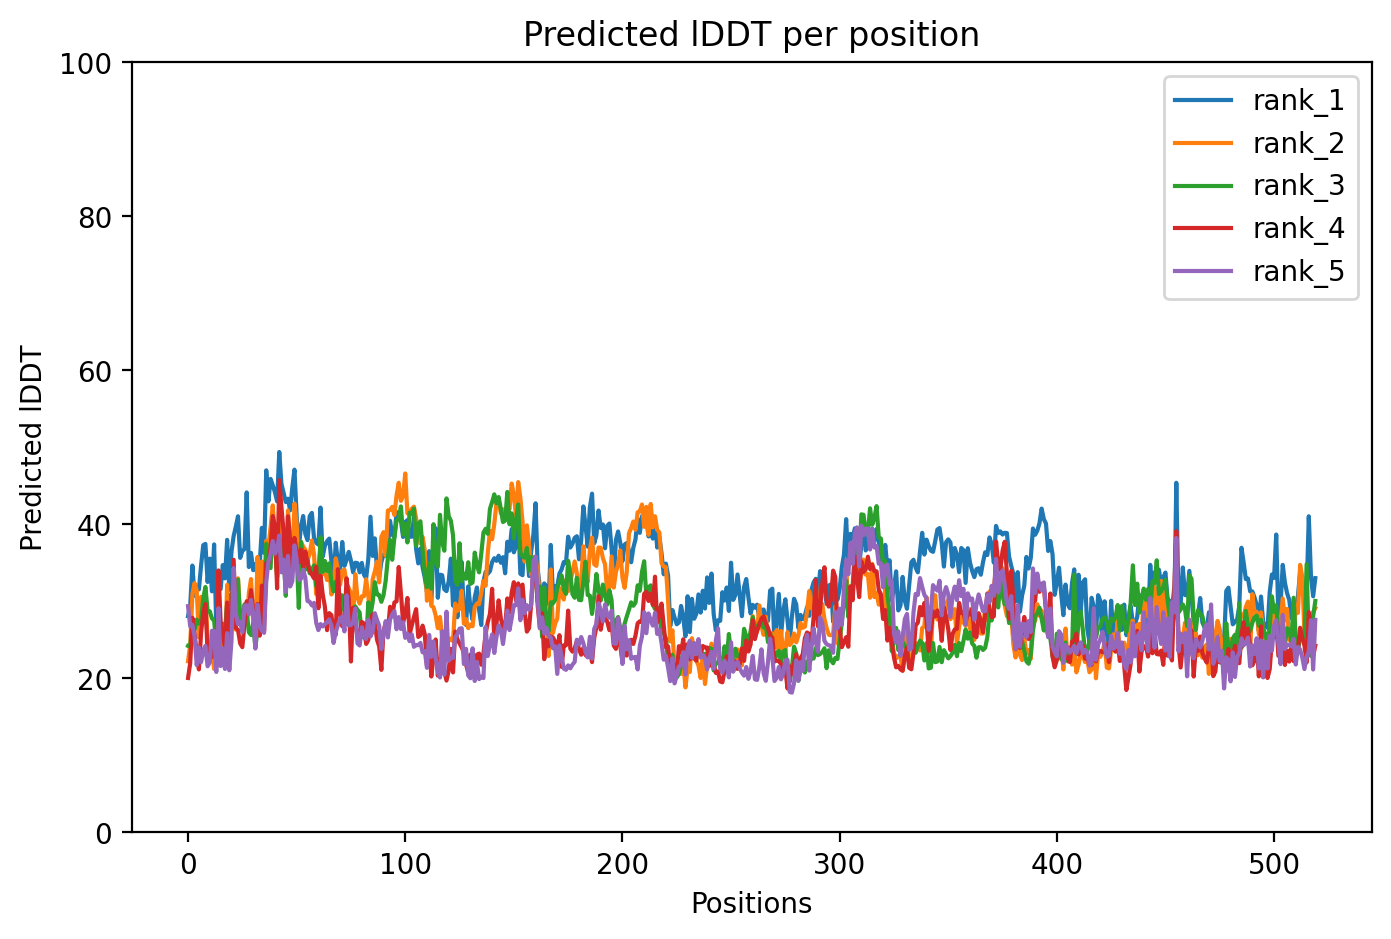 Predicted lDDT per position
100
80
60
40
20
0
Predicted lDDT
0 100 200 300 400 500
Positions
rank_1
rank_2
rank_3
rank_4
rank_5